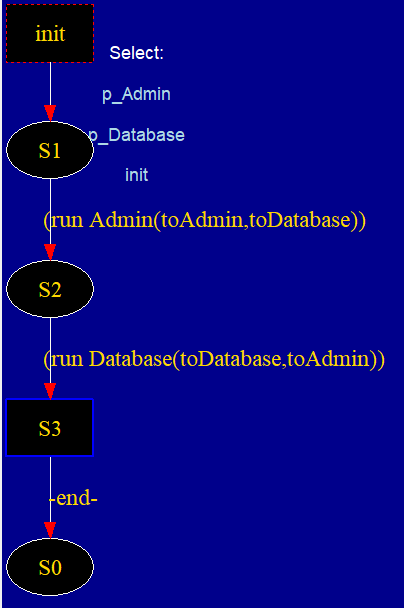 init
Select:
p_Admin
S1
p_Database
init
(run Admin(toAdmin,toDatabase))
S2
(run Database(toDatabase,toAdmin))
S3
-end-
S0